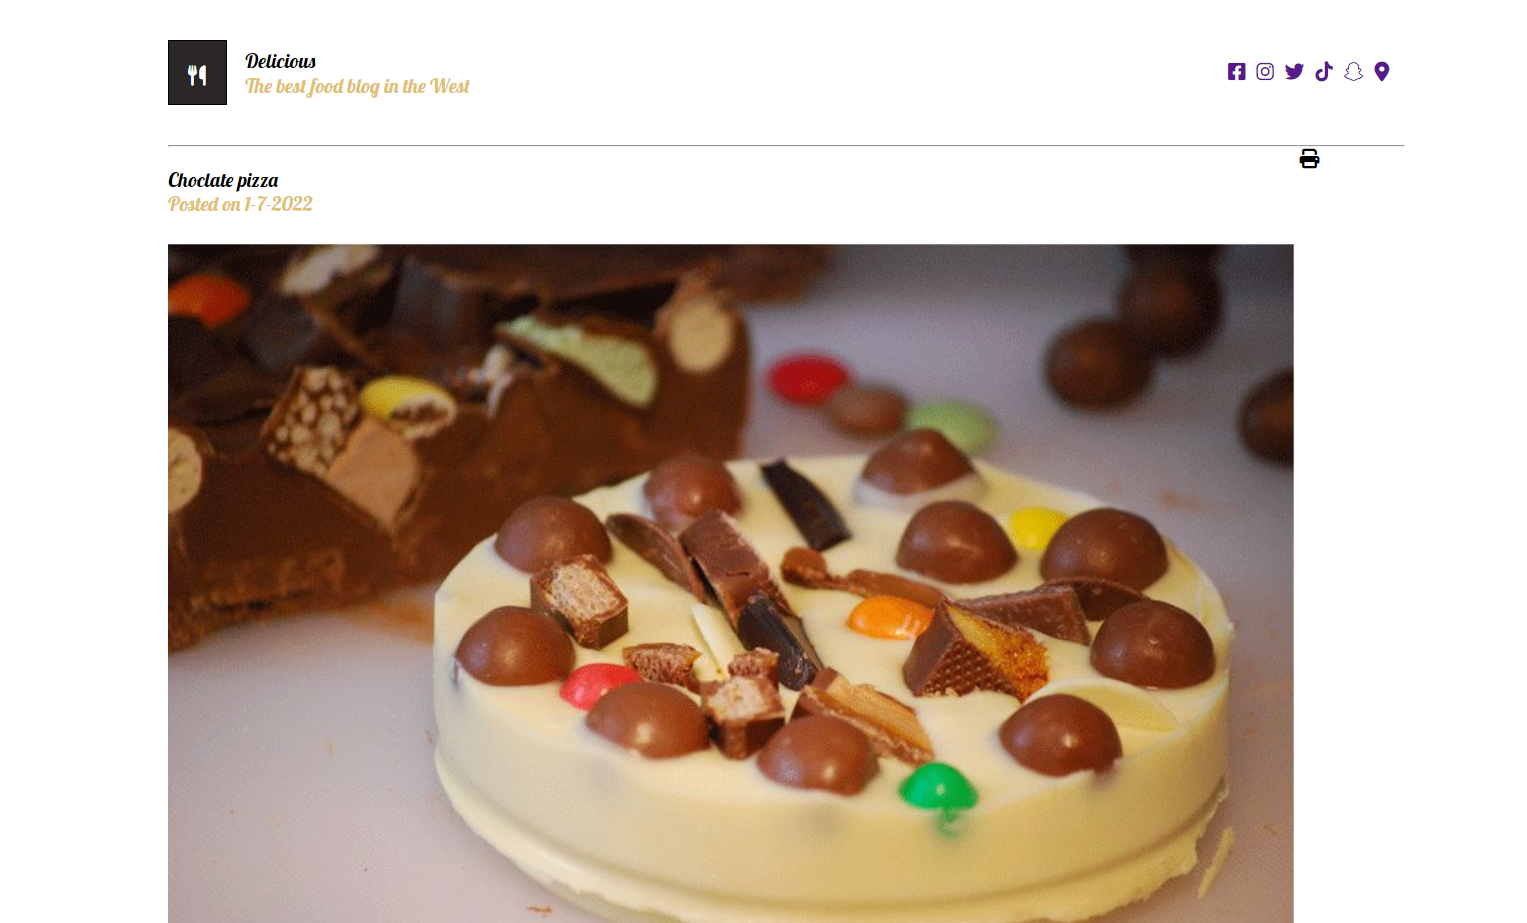 Delicious
The best food blog in the West
Choclate pizza
Posted on 1-7-2022